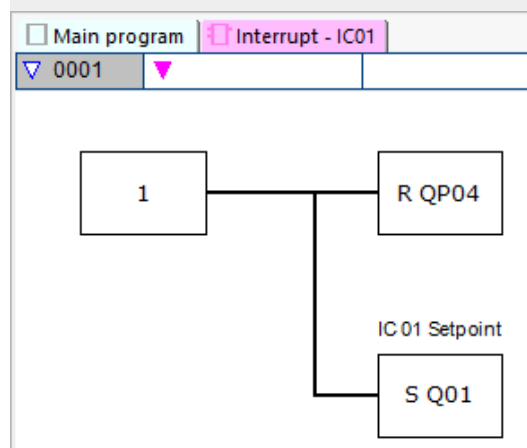 Main program
Interrupt - IC01
0001
1
R QP04
IC 01 Setpoint
S Q01